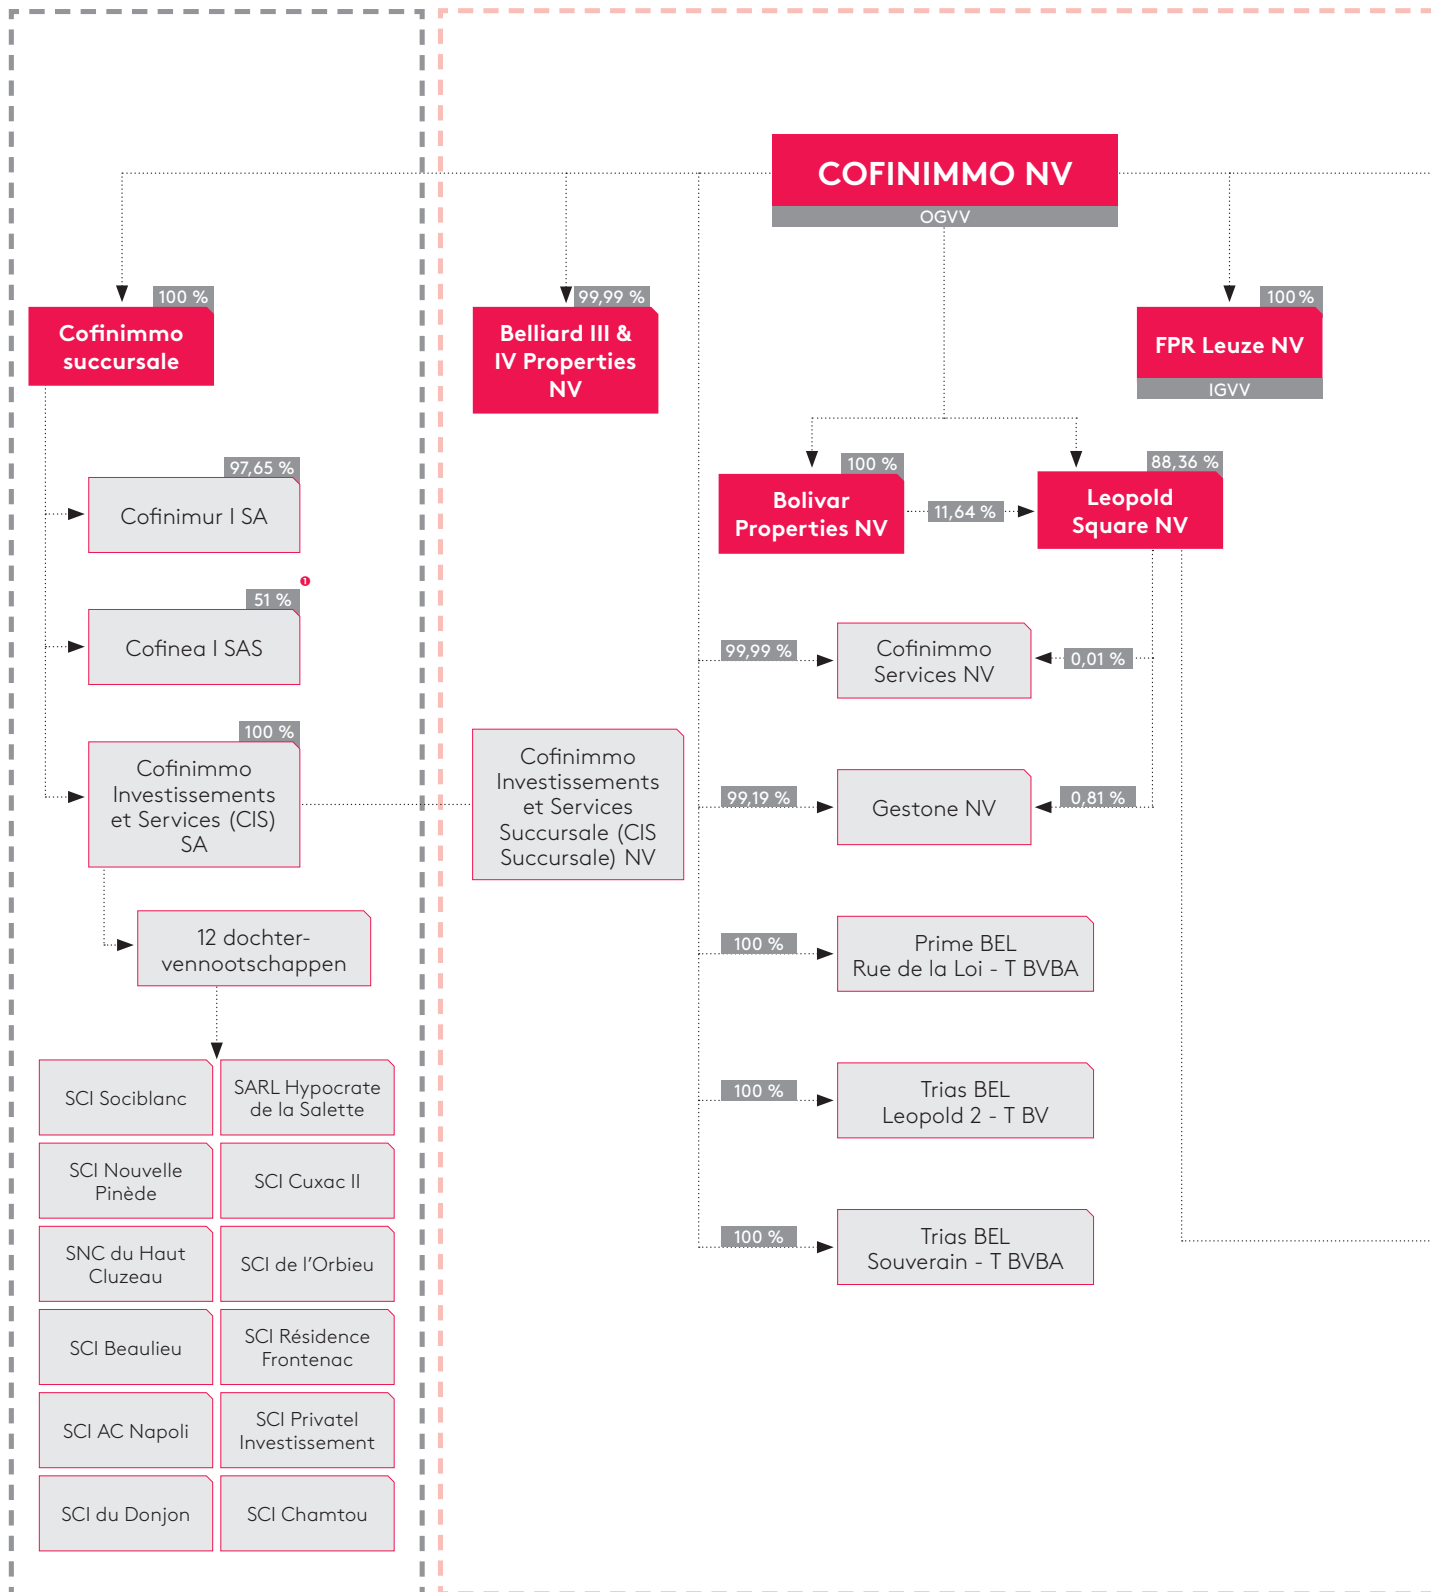 COFINIMMO NV
OGVV
100 %
Cofinimmo
succursale
99,99 %
Belliard III &
IV Properties
NV
100 %
FPR Leuze NV
IGVV
97,65 %
Cofinimur I SA
1
51 %
Cofinea I SAS
100 %
Cofinimmo
Investissements
et Services (CIS)
SA
Cofinimmo
Investissements
et Services
Succursale (CIS
Succursale) NV
100 %
Bolivar
Properties NV
11,64 %
88,36 %
Leopold
Square NV
99,99 %
Cofinimmo
Services NV
0,01 %
99,19 %
Gestone NV
0,81 %
100 %
Prime BEL
Rue de la Loi - T BVBA
100 %
Trias BEL
Leopold 2 - T BV
100 %
Trias BEL
Souverain - T BVBA
12 dochter-
vennootschappen
SCI Sociblanc
SARL Hypocrate
de la Salette
SCI Nouvelle
Pinède
SCI Cuxac II
SNC du Haut
Cluzeau
SCI de l’Orbieu
SCI Beaulieu
SCI Résidence
Frontenac
SCI AC Napoli
SCI Privatel
Investissement
SCI du Donjon
SCI Chamtou